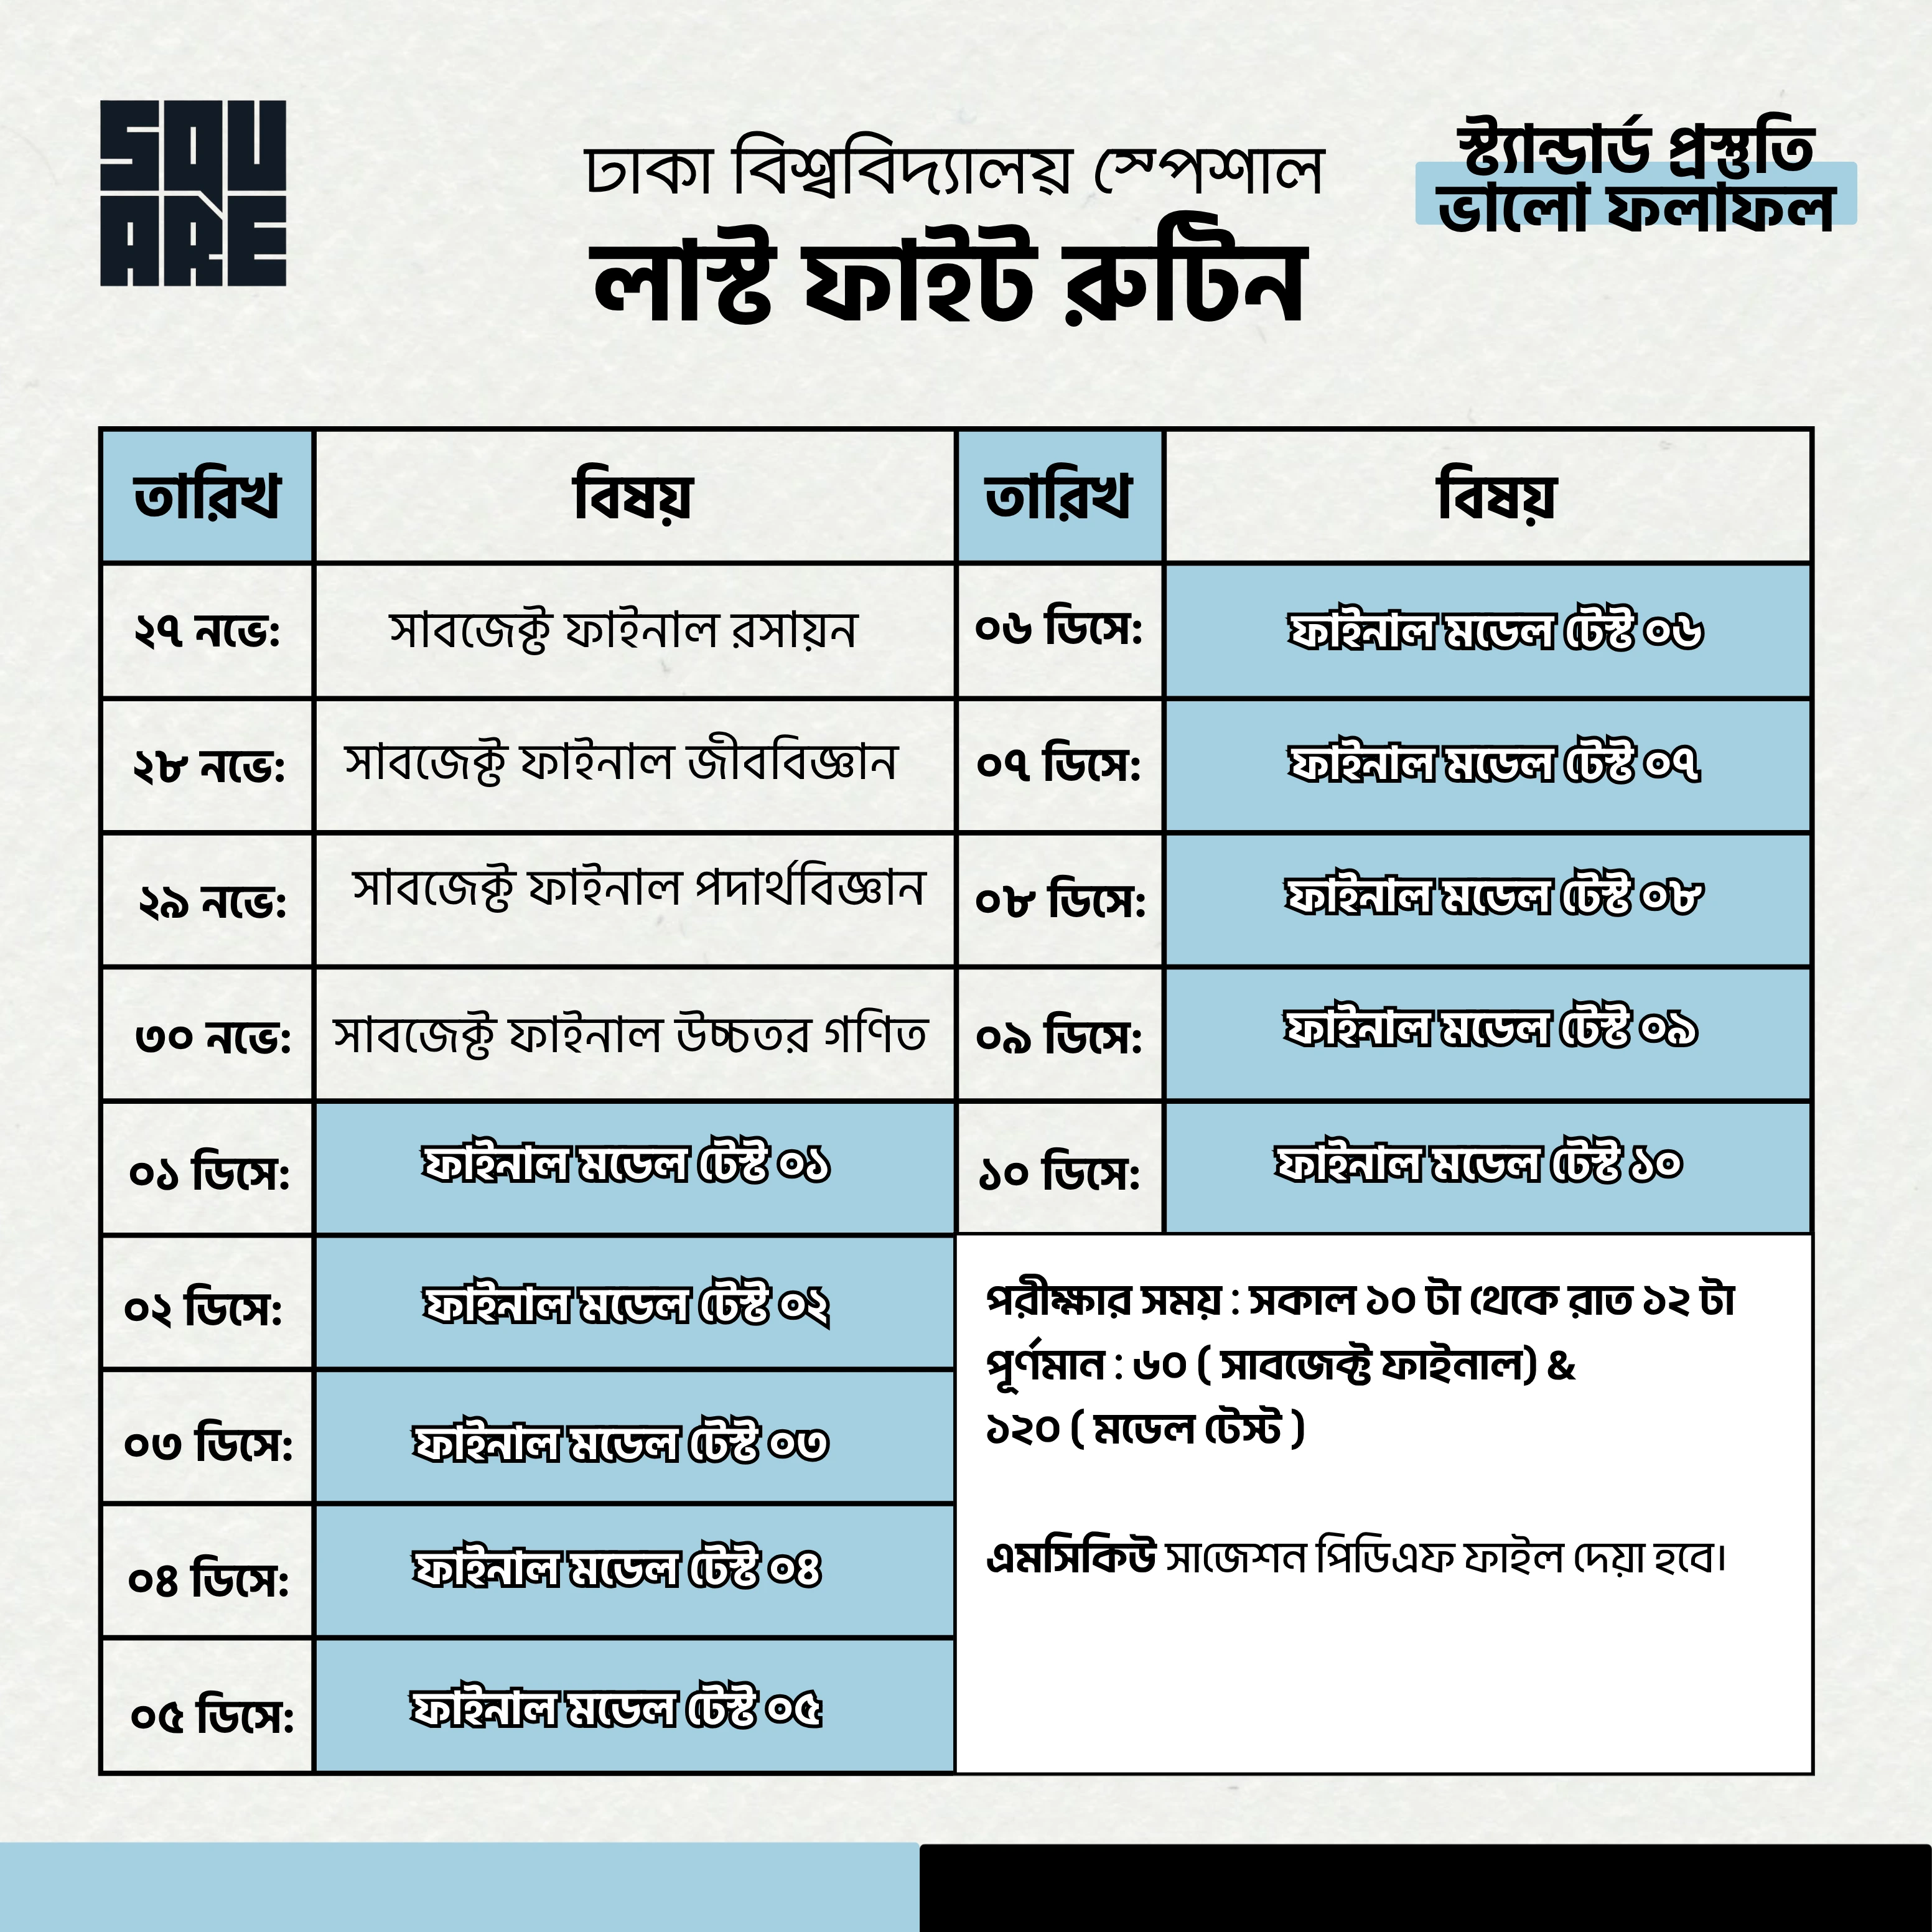 SQUARE
ঢাকা বিশ্ববিদ্যালয় স্পেশাল
লাস্ট ফাইট রুটিন
স্ট্যান্ডার্ড প্রস্তুতি
ভালো ফলাফল
তারিখ বিষয় তারিখ বিষয়
২৭ নভে: সাবজেক্ট ফাইনাল রসায়ন ০৬ ডিসে: ফাইনাল মডেল টেস্ট ০৬
২৮ নভে: সাবজেক্ট ফাইনাল জীববিজ্ঞান ০৭ ডিসে: ফাইনাল মডেল টেস্ট ০৭
২৯ নভে: সাবজেক্ট ফাইনাল পদার্থবিজ্ঞান ০৮ ডিসে: ফাইনাল মডেল টেস্ট ০৮
৩০ নভে: সাবজেক্ট ফাইনাল উচ্চতর গণিত ০৯ ডিসে: ফাইনাল মডেল টেস্ট ০৯
০১ ডিসে: ফাইনাল মডেল টেস্ট ০১ ১০ ডিসে: ফাইনাল মডেল টেস্ট ১০
০২ ডিসে: ফাইনাল মডেল টেস্ট ০২
০৩ ডিসে: ফাইনাল মডেল টেস্ট ০৩
০৪ ডিসে: ফাইনাল মডেল টেস্ট ০৪
০৫ ডিসে: ফাইনাল মডেল টেস্ট ০৫
পরীক্ষার সময় : সকাল ১০ টা থেকে রাত ১২ টা
পূর্ণমান : ৬০ ( সাবজেক্ট ফাইনাল) &
১২০ ( মডেল টেস্ট )
এমসিকিউ সাজেশন পিডিএফ ফাইল দেয়া হবে।